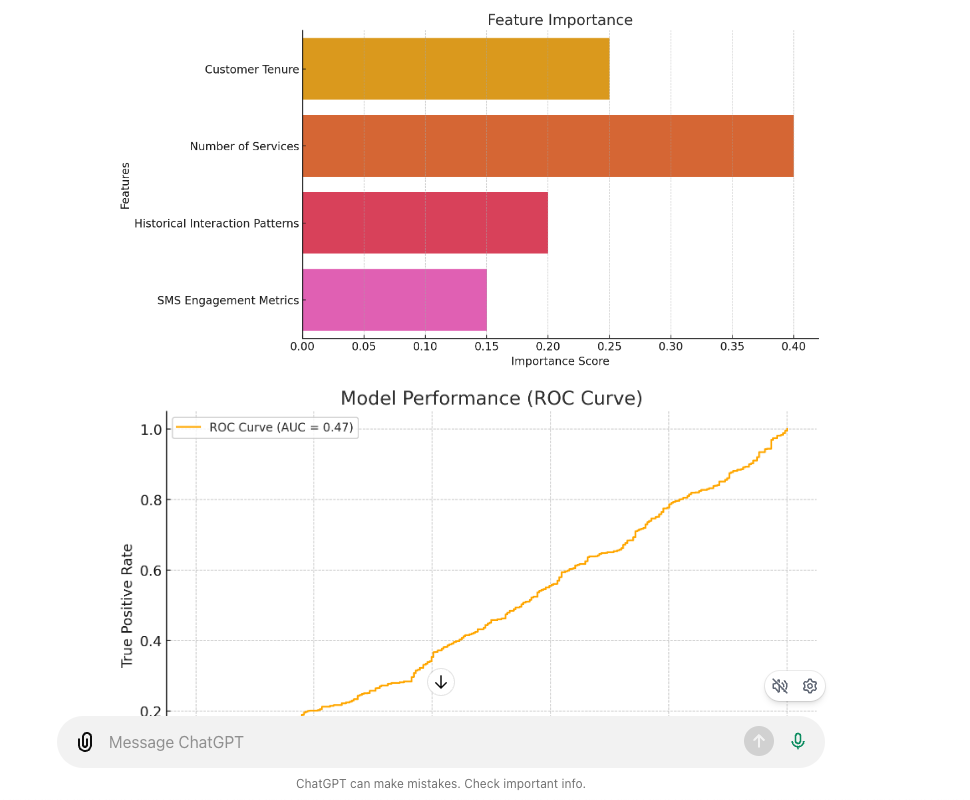 Feature Importance
Customer Tenure
Number of Services
Features
Historical Interaction Patterns
SMS Engagement Metrics
0.00 0.05 0.10 0.15 0.20 0.25 0.30 0.35 0.40
Importance Score
Model Performance (ROC Curve)
ROC Curve (AUC = 0.47)
1.0
0.8
0.6
True Positive Rate
0.4
0.2
Message ChatGPT
ChatGPT can make mistakes. Check important info.